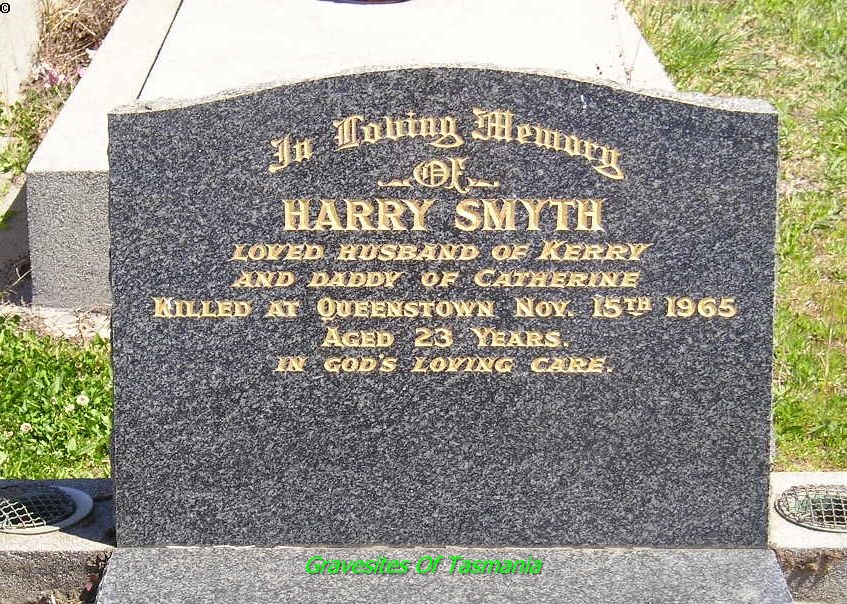 ©
In Loving Memory
OF
HARRY SMYTH
LOVED HUSBAND OF KERRY
AND DADDY OF CATHERINE
KILLED AT QUEENSTOWN NOV. 15TH 1965
AGED 23 YEARS.
IN GOD'S LOVING CARE.
Gravesites Of Tasmania